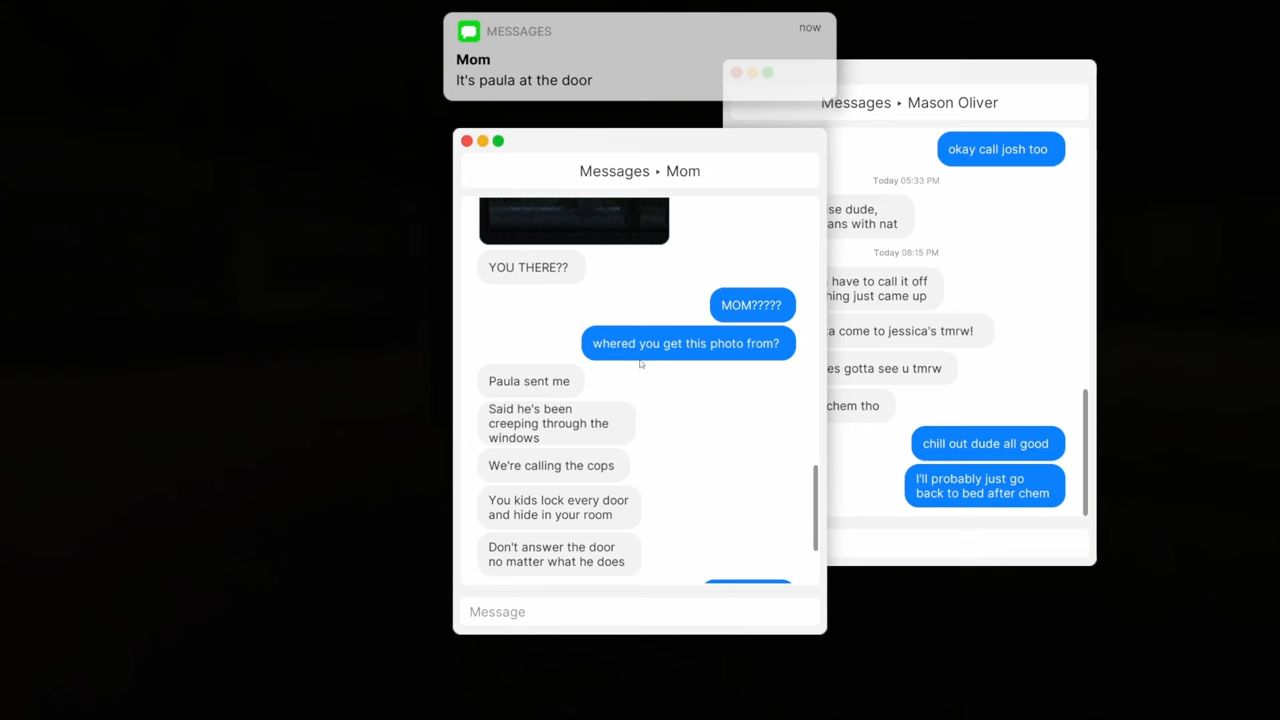 MESSAGES
now
Mom
It's paula at the door
Messages ‣ Mom
YOU THERE??
MOM?????
whered you get this photo from?
Paula sent me
Said he's been
creeping through the
windows
We're calling the cops
You kids lock every door
and hide in your room
Don't answer the door
no matter what he does
Message
Messages ‣ Mason Oliver
okay call josh too
Today 05:33 PM
dude,
with nat
Today 08:15 PM
have to call it off
just came up
come to jessica's tmrw!
gotta see u tmrw
chem tho
chill out dude all good
I'll probably just go
back to bed after chem